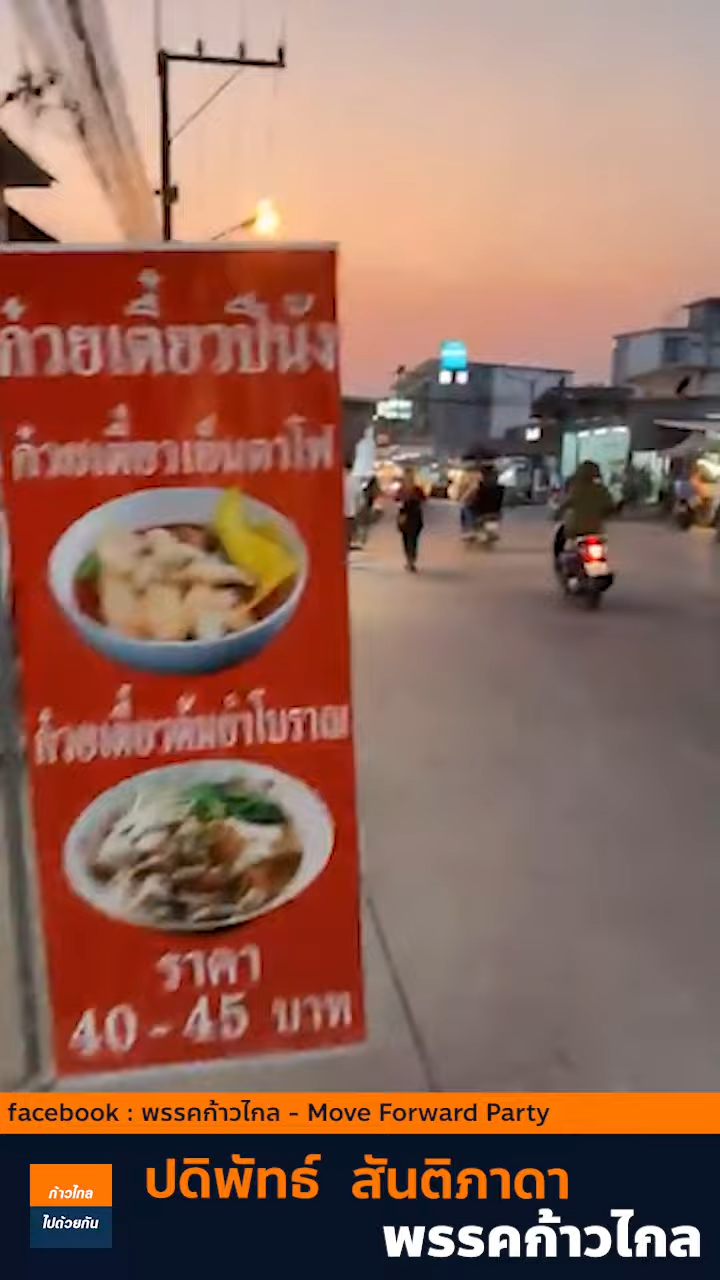 ก๋วยเตี๋ยวปีนัง
ก๋วยเตี๋ยวเย็นตาโฟ
ก๋วยเตี๋ยวต้มยำโบราณ
ราคา
40 - 45 บาท
facebook : พรรคก้าวไกล - Move Forward Party
ก้าวไกล
ไปด้วยกัน
ปดิพัทธ์ สันติภาดา
พรรคก้าวไกล